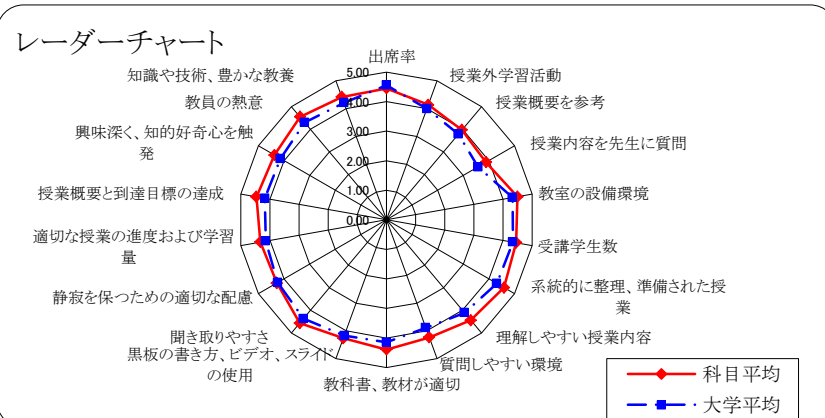 レーダーチャート
出席率
授業外学習活動
授業概要を参考
授業内容を先生に質問
教室の設備環境
受講学生数
系統的に整理、準備された授
業
理解しやすい授業内容
質問しやすい環境
教科書、教材が適切
黒板の書き方、ビデオ、スライド
の使用
聞き取りやすさ
静寂を保つための適切な配慮
適切な授業の進度および学習
量
授業概要と到達目標の達成
興味深く、知的好奇心を触
発
教員の熱意
知識や技術、豊かな教養
5.00
4.00
3.00
2.00
1.00
0.00
科目平均
大学平均